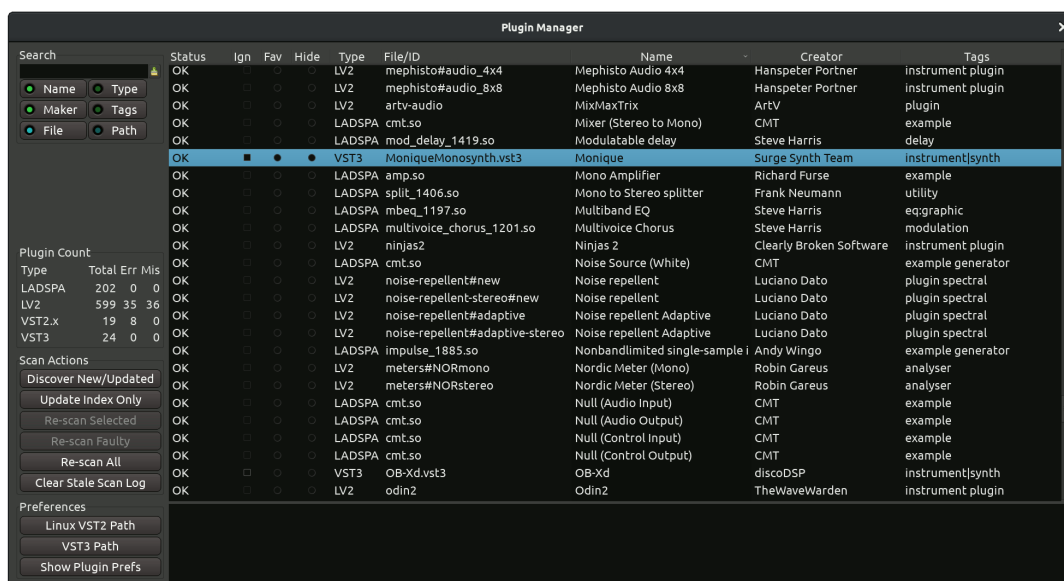 Plugin Manager
Search
Name Type
Maker Tags
File Path
Plugin Count
Type Total Err Mis
LADSPA 202 0 0
LV2 599 35 36
VST2.x 19 8 0
VST3 24 0 0
Scan Actions
Discover New/Updated
Update Index Only
Re-scan Selected
Re-scan Faulty
Re-scan All
Clear Stale Scan Log
Preferences
Linux VST2 Path
VST3 Path
Show Plugin Prefs
Status Ign Fav Hide Type File/ID Name Creator Tags
OK LV2 mephisto#audio_4x4 Mephisto Audio 4x4 Hanspeter Portner instrument plugin
OK LV2 mephisto#audio_8x8 Mephisto Audio 8x8 Hanspeter Portner instrument plugin
OK LV2 artv-audio MixMaxTrix ArtV plugin
OK LADSPA cmt.so Mixer (Stereo to Mono) CMT example
OK LADSPA mod_delay_1419.so Modulatable delay Steve Harris delay
OK VST3 MoniqueMonosynth.vst3 Monique Surge Synth Team instrument|synth
OK LADSPA amp.so Mono Amplifier Richard Furse example
OK LADSPA split_1406.so Mono to Stereo splitter Frank Neumann utility
OK LADSPA mbeq_1197.so Multiband EQ Steve Harris eq:graphic
OK LADSPA multivoice_chorus_1201.so Multivoice Chorus Steve Harris modulation
OK LV2 ninjas2 Ninjas 2 Clearly Broken Software instrument plugin
OK LADSPA cmt.so Noise Source (White) CMT example generator
OK LV2 noise-repellent#new Noise repellent Luciano Dato plugin spectral
OK LV2 noise-repellent-stereo#new Noise repellent Luciano Dato plugin spectral
OK LV2 noise-repellent#adaptive Noise repellent Adaptive Luciano Dato plugin spectral
OK LV2 noise-repellent#adaptive-stereo Noise repellent Adaptive Luciano Dato plugin spectral
OK LADSPA impulse_1885.so Nonbandlimited single-sample i Andy Wingo example generator
OK LV2 meters#NORmono Nordic Meter (Mono) Robin Gareus analyser
OK LV2 meters#NORstereo Nordic Meter (Stereo) Robin Gareus analyser
OK LADSPA cmt.so Null (Audio Input) CMT example
OK LADSPA cmt.so Null (Audio Output) CMT example
OK LADSPA cmt.so Null (Control Input) CMT example
OK LADSPA cmt.so Null (Control Output) CMT example
OK VST3 OB-Xd.vst3 OB-Xd discoDSP instrument|synth
OK LV2 odin2 Odin2 TheWaveWarden instrument plugin